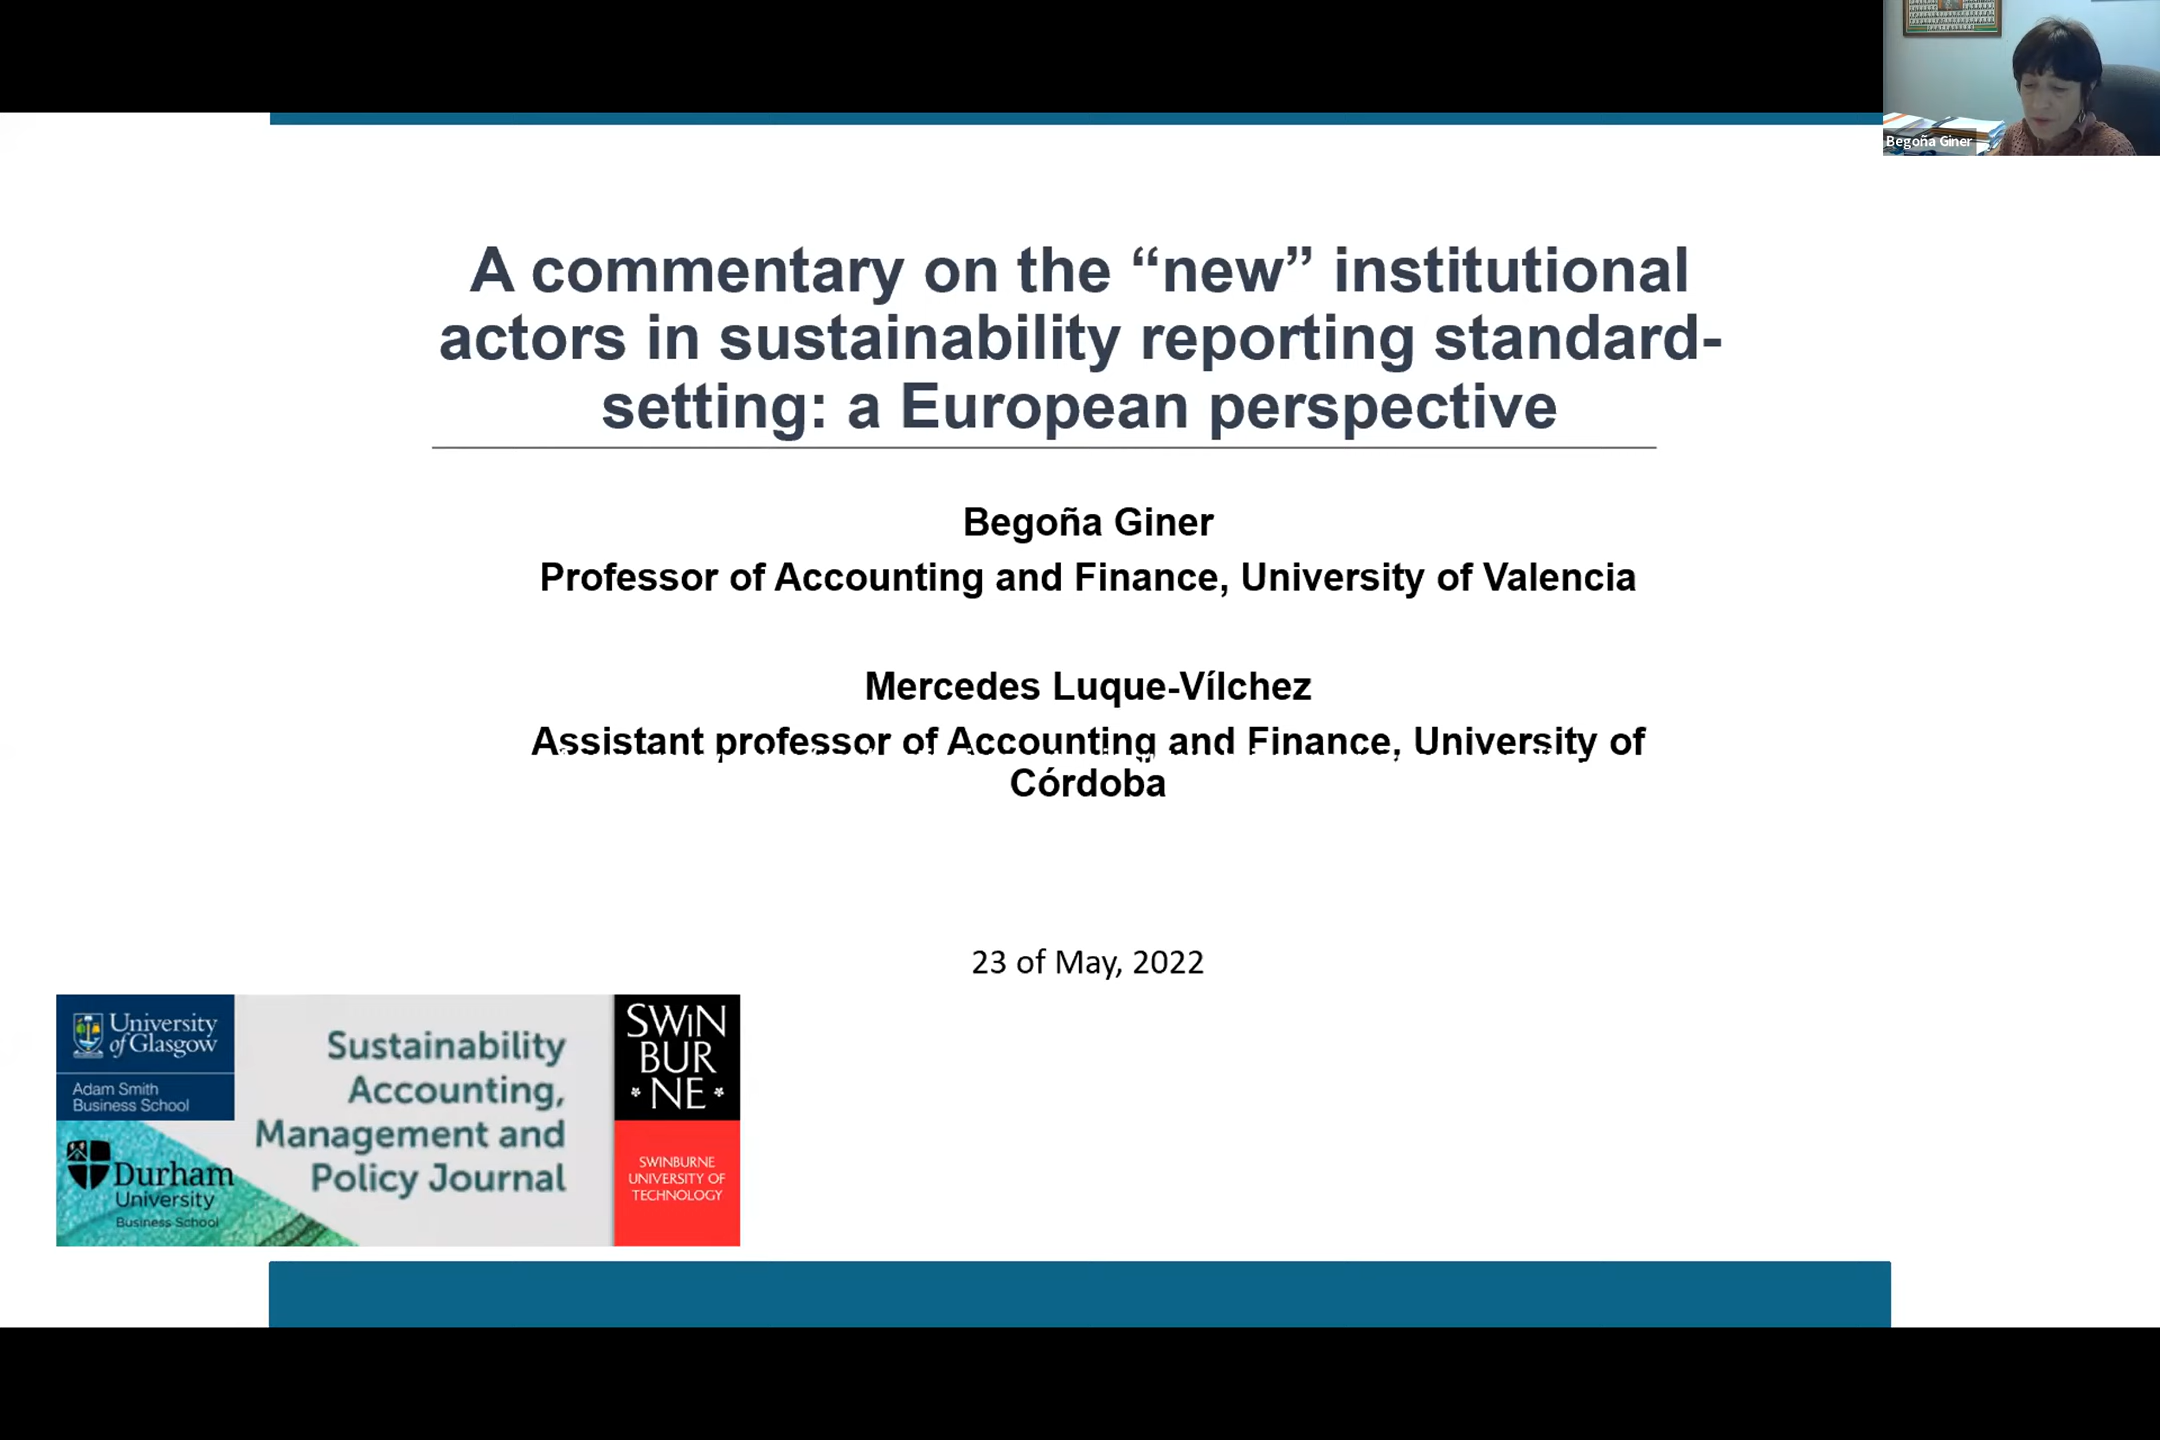 Begoña Giner
A commentary on the “new” institutional
actors in sustainability reporting standard-
setting: a European perspective
Begoña Giner
Professor of Accounting and Finance, University of Valencia
Mercedes Luque-Vílchez
Assistant professor of Accounting and Finance, University of
Córdoba
23 of May, 2022
University
of Glasgow
Adam Smith
Business School
Durham
University
Business School
Sustainability
Accounting,
Management and
Policy Journal
SWIN
BUR
NE
SWINBURNE
UNIVERSITY OF
TECHNOLOGY